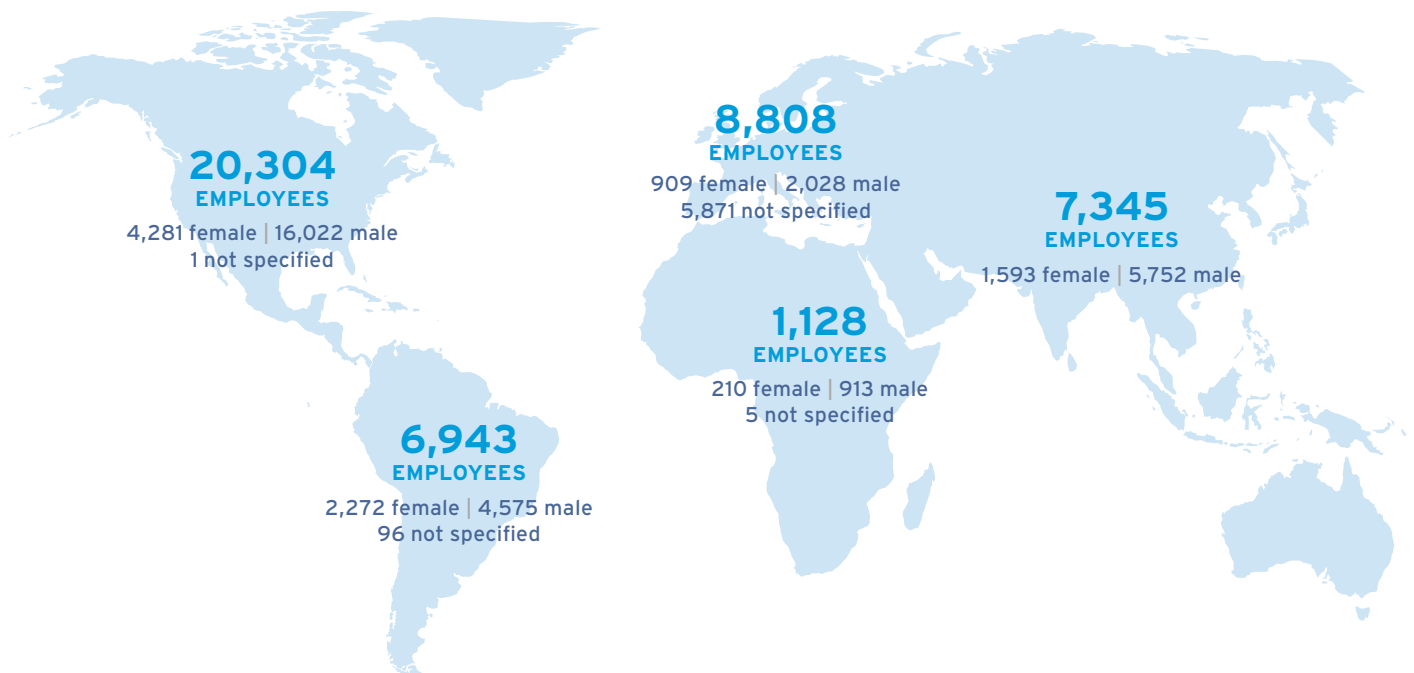 20,304
EMPLOYEES
4,281 female | 16,022 male
1 not specified
8,808
EMPLOYEES
909 female | 2,028 male
5,871 not specified
7,345
EMPLOYEES
1,593 female | 5,752 male
1,128
EMPLOYEES
210 female | 913 male
5 not specified
6,943
EMPLOYEES
2,272 female | 4,575 male
96 not specified